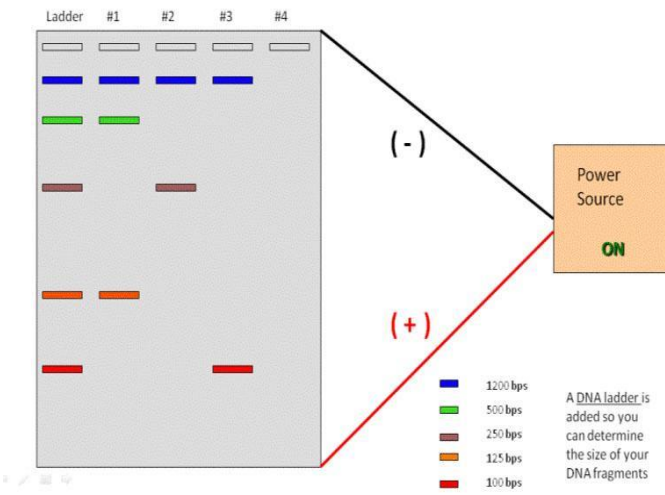 Ladder #1 #2 #3 #4
( - )
Power
Source
ON
( + )
1200 bps
500 bps
250 bps
125 bps
100 bps
A DNA ladder is
added so you
can determine
the size of your
DNA fragments